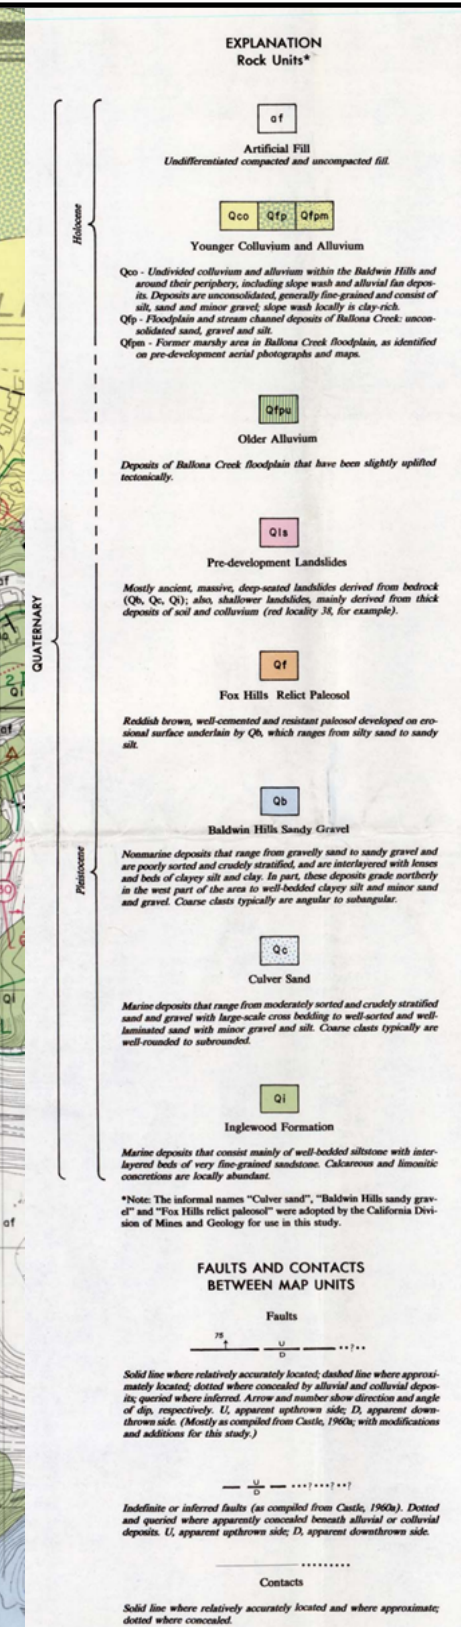 EXPLANATION
Rock Units*
af
Artificial Fill
Undifferentiated compacted and uncompacted fill.
Holocene
Qco Qfp Qfpm
Younger Colluvium and Alluvium
Qco - Undivided colluvium and alluvium within the Baldwin Hills and
around their periphery, including slope wash and alluvial fan depos-
its. Deposits are unconsolidated, generally fine-grained and consist of
silt, sand and minor gravel; slope wash locally is clay-rich.
Qfp - Floodplain and stream channel deposits of Ballona Creek: uncon-
solidated sand, gravel and silt.
Qfpm - Former marshy area in Ballona Creek floodplain, as identified
on pre-development aerial photographs and maps.
Qfpu
Older Alluvium
Deposits of Ballona Creek floodplain that have been slightly uplifted
tectonically.
Qls
Pre-development Landslides
Mostly ancient, massive, deep-seated landslides derived from bedrock
(Qb, Qc, Qi); also, shallower landslides, mainly derived from thick
deposits of soil and colluvium (red locality 38, for example).
QUATERNARY
Qf
Fox Hills Relict Paleosol
Reddish brown, well-cemented and resistant paleosol developed on ero-
sional surface underlain by Qb, which ranges from silty sand to sandy
silt.
Qb
Baldwin Hills Sandy Gravel
Nonmarine deposits that range from gravelly sand to sandy gravel and
are poorly sorted and crudely stratified, and are interlayered with lenses
and beds of clayey silt and clay. In part, these deposits grade northerly
in the west part of the area to well-bedded clayey silt and minor sand
and gravel. Coarse clasts typically are angular to subangular.
Pleistocene
Qc
Culver Sand
Marine deposits that range from moderately sorted and crudely stratified
sand and gravel with large-scale cross bedding to well-sorted and well-
laminated sand with minor gravel and silt. Coarse clasts typically are
well-rounded to subrounded.
Qi
Inglewood Formation
Marine deposits that consist mainly of well-bedded siltstone with inter-
layered beds of very fine-grained sandstone. Calcareous and limonitic
concretions are locally abundant.
*Note: The informal names "Culver sand", "Baldwin Hills sandy grav-
el" and "Fox Hills relict paleosol" were adopted by the California Divi-
sion of Mines and Geology for use in this study.
FAULTS AND CONTACTS
BETWEEN MAP UNITS
Faults
75 U D ..?..
Solid line where relatively accurately located; dashed line where approxi-
mately located; dotted where concealed by alluvial and colluvial depos-
its; queried where inferred. Arrow and number show direction and angle
of dip, respectively. U, apparent upthrown side; D, apparent down-
thrown side. (Mostly as compiled from Castle, 1960a; with modifications
and additions for this study.)
U D ...?...?..?
Indefinite or inferred faults (as compiled from Castle, 1960a). Dotted
and queried where apparently concealed beneath alluvial or colluvial
deposits. U, apparent upthrown side; D, apparent downthrown side.
Contacts
Solid line where relatively accurately located and where approximate;
dotted where concealed.
af
2
Qi
af
30
Qi
af